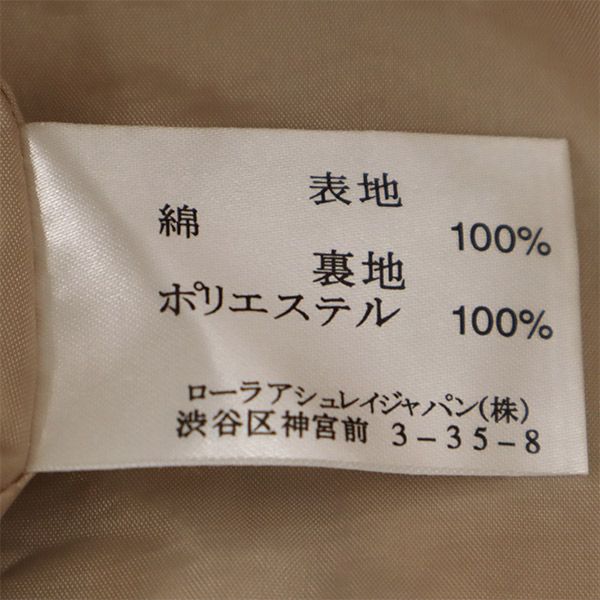 表地
綿 100%
裏地
ポリエステル 100%
ローラアシュレイジャパン(株)
渋谷区神宮前 3-35-8